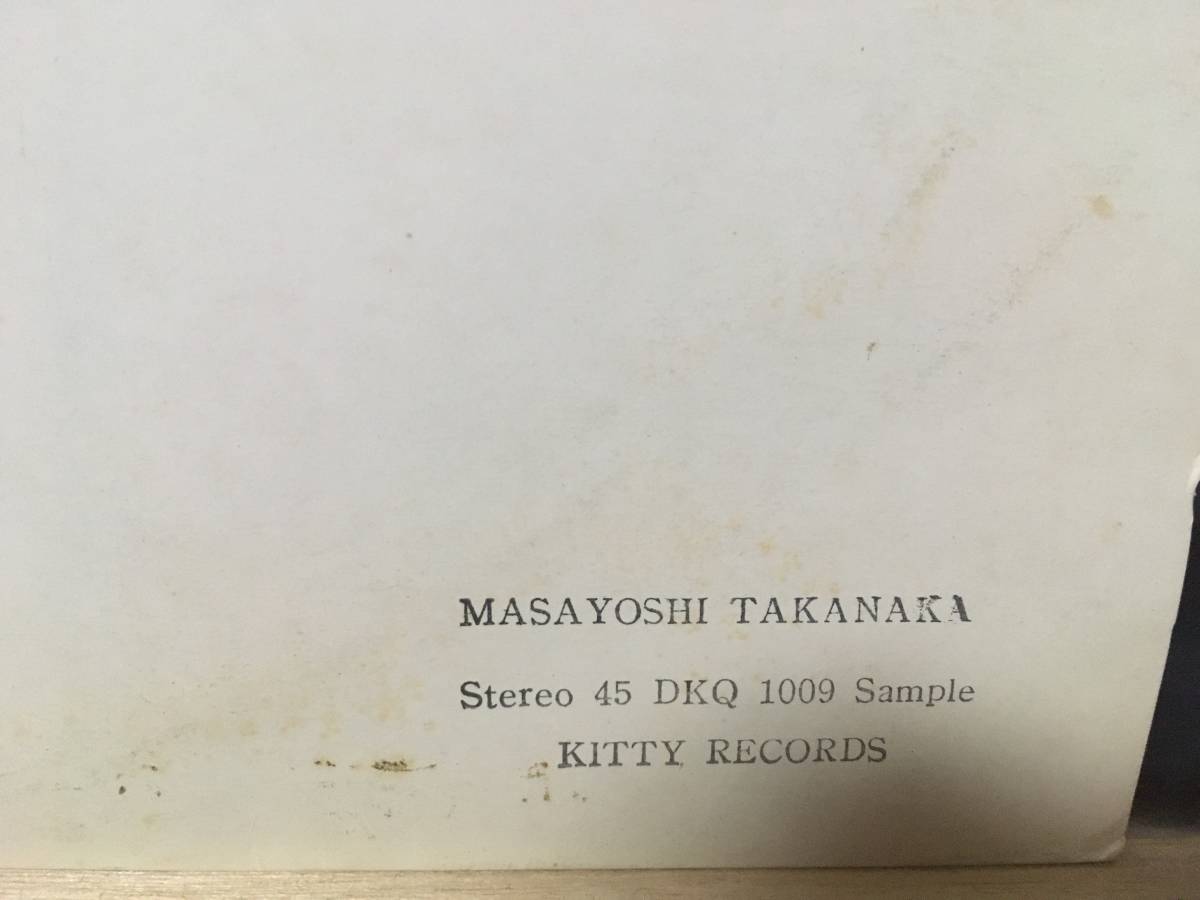 MASAYOSHI TAKANAKA
Stereo 45 DKQ 1009 Sample
KITTY RECORDS